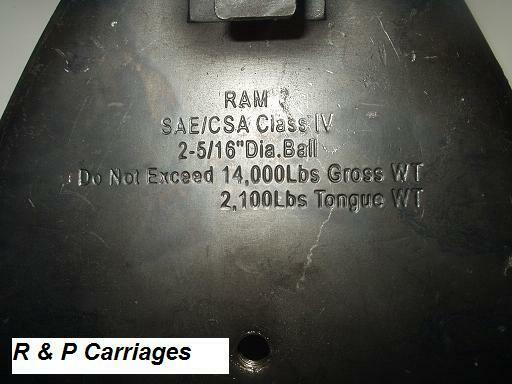 RAM
SAE/CSA Class IV
2-5/16"Dia.Ball
Do Not Exceed 14,000Lbs Gross WT
2,100Lbs Tongue WT
R & P Carriages